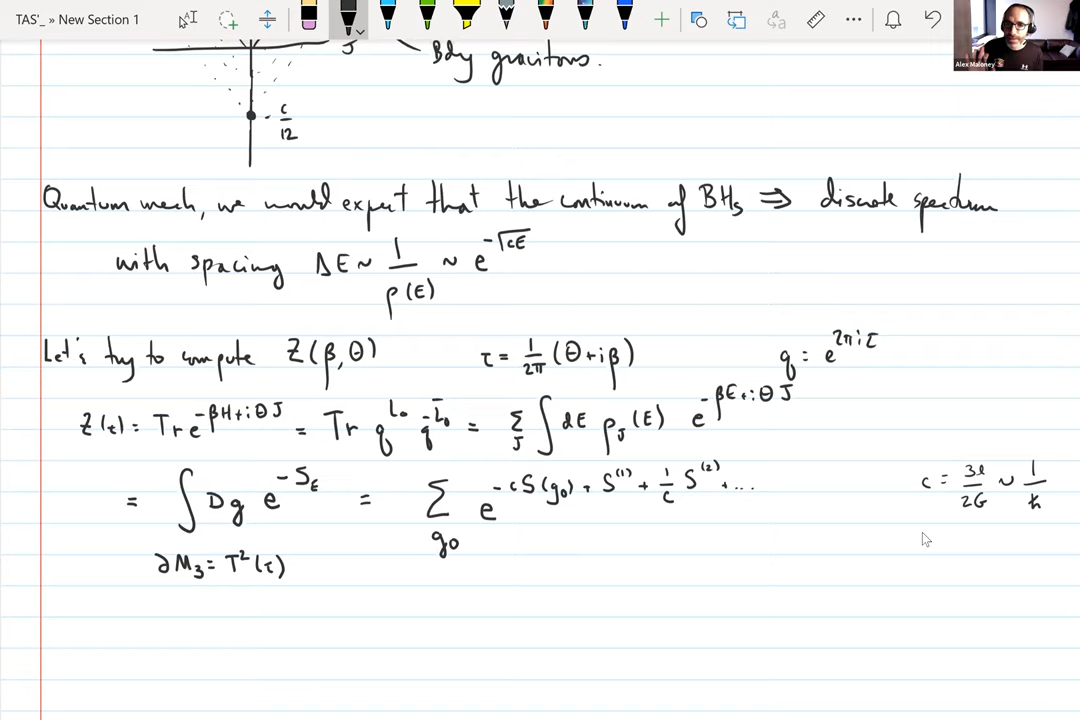 TAS'_ » New Section 1
Alex Maloney
J Bdy gravitons.
- c/12
Quantum mech, we would expect that the continuum of BHs ⇒ discrete spectrum
with spacing ΔE ~ 1/ρ(E) ~ e^{-√cE}
Let's try to compute Z(β,θ) τ = 1/2π (θ+iβ) q = e^{2πiτ}
Z(τ) = Tr e^{-βH+iθJ} = Tr q^{L₀} q̄^{L̄₀} = Σ_J ∫ dE ρ_J(E) e^{-βE+iθJ}
= ∫_{∂M₃=T²(τ)} Dg e^{-S_E} = Σ_{g₀} e^{-cS(g₀) + S^{(1)} + 1/c S^{(2)} + ...} c = 3ℓ/2G ~ 1/ħ